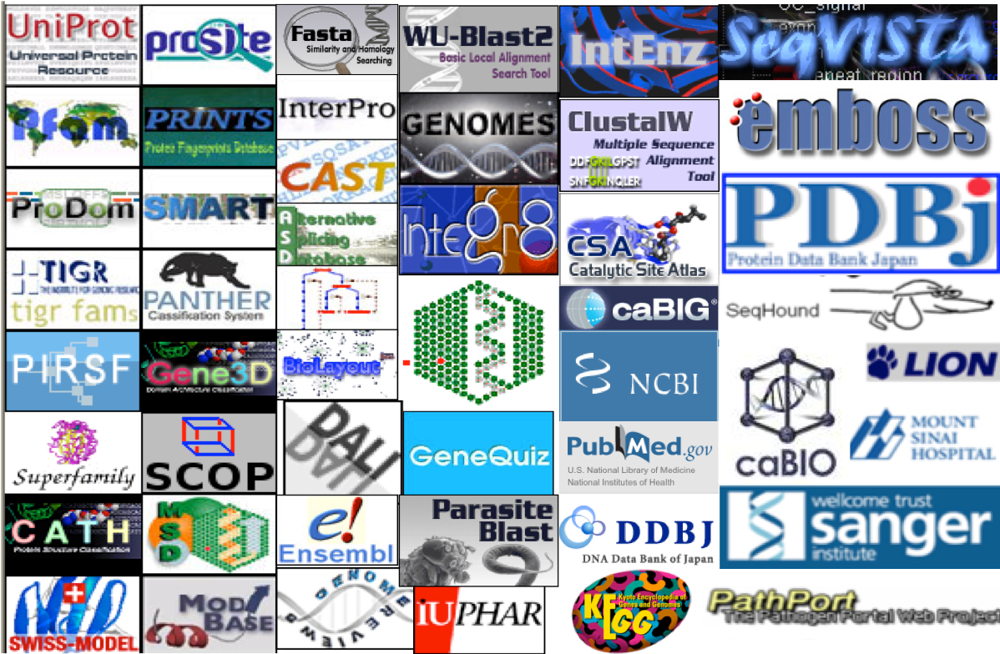 UniProt
Universal Protein
Resource
prosite
Fasta
Similarity and Homology
Searching
WU-Blast2
Basic Local Alignment
Search Tool
IntEnz
CC_signal
exon
repeat_region
Pfam
PRINTS
Protein Fingerprints Database
InterPro
GENOMES
ClustalW
Multiple Sequence
Alignment
Tool
DDFGKILGPST
SNFGKINQLER
emboss
CAST
ProDom
SMART
Alternative
Splicing
Database
Integr8
CSA
Catalytic Site Atlas
PDBj
Protein Data Bank Japan
TIGR
THE INSTITUTE FOR GENOMIC RESEARCH
tigr fams
PANTHER
Classification System
caBIG®
SeqHound
PIRSF
Gene3D
Domain Architecture Classification
BioLayout
NCBI
LION
caBIO
MOUNT
SINAI
HOSPITAL
Superfamily
SCOP
DALI
DALI
GeneQuiz
PubMed.gov
U.S. National Library of Medicine
National Institutes of Health
CATH
Protein Structure Classification
MSD
e!
Ensembl
Parasite
Blast
DDBJ
DNA Data Bank of Japan
wellcome trust
sanger
institute
SWISS-MODEL
MODBASE
GENOME REVIEWS
iUPHAR
KEGG
Kyoto Encyclopedia of
Genes and Genomes
PathPort
The Pathogen Portal Web Project